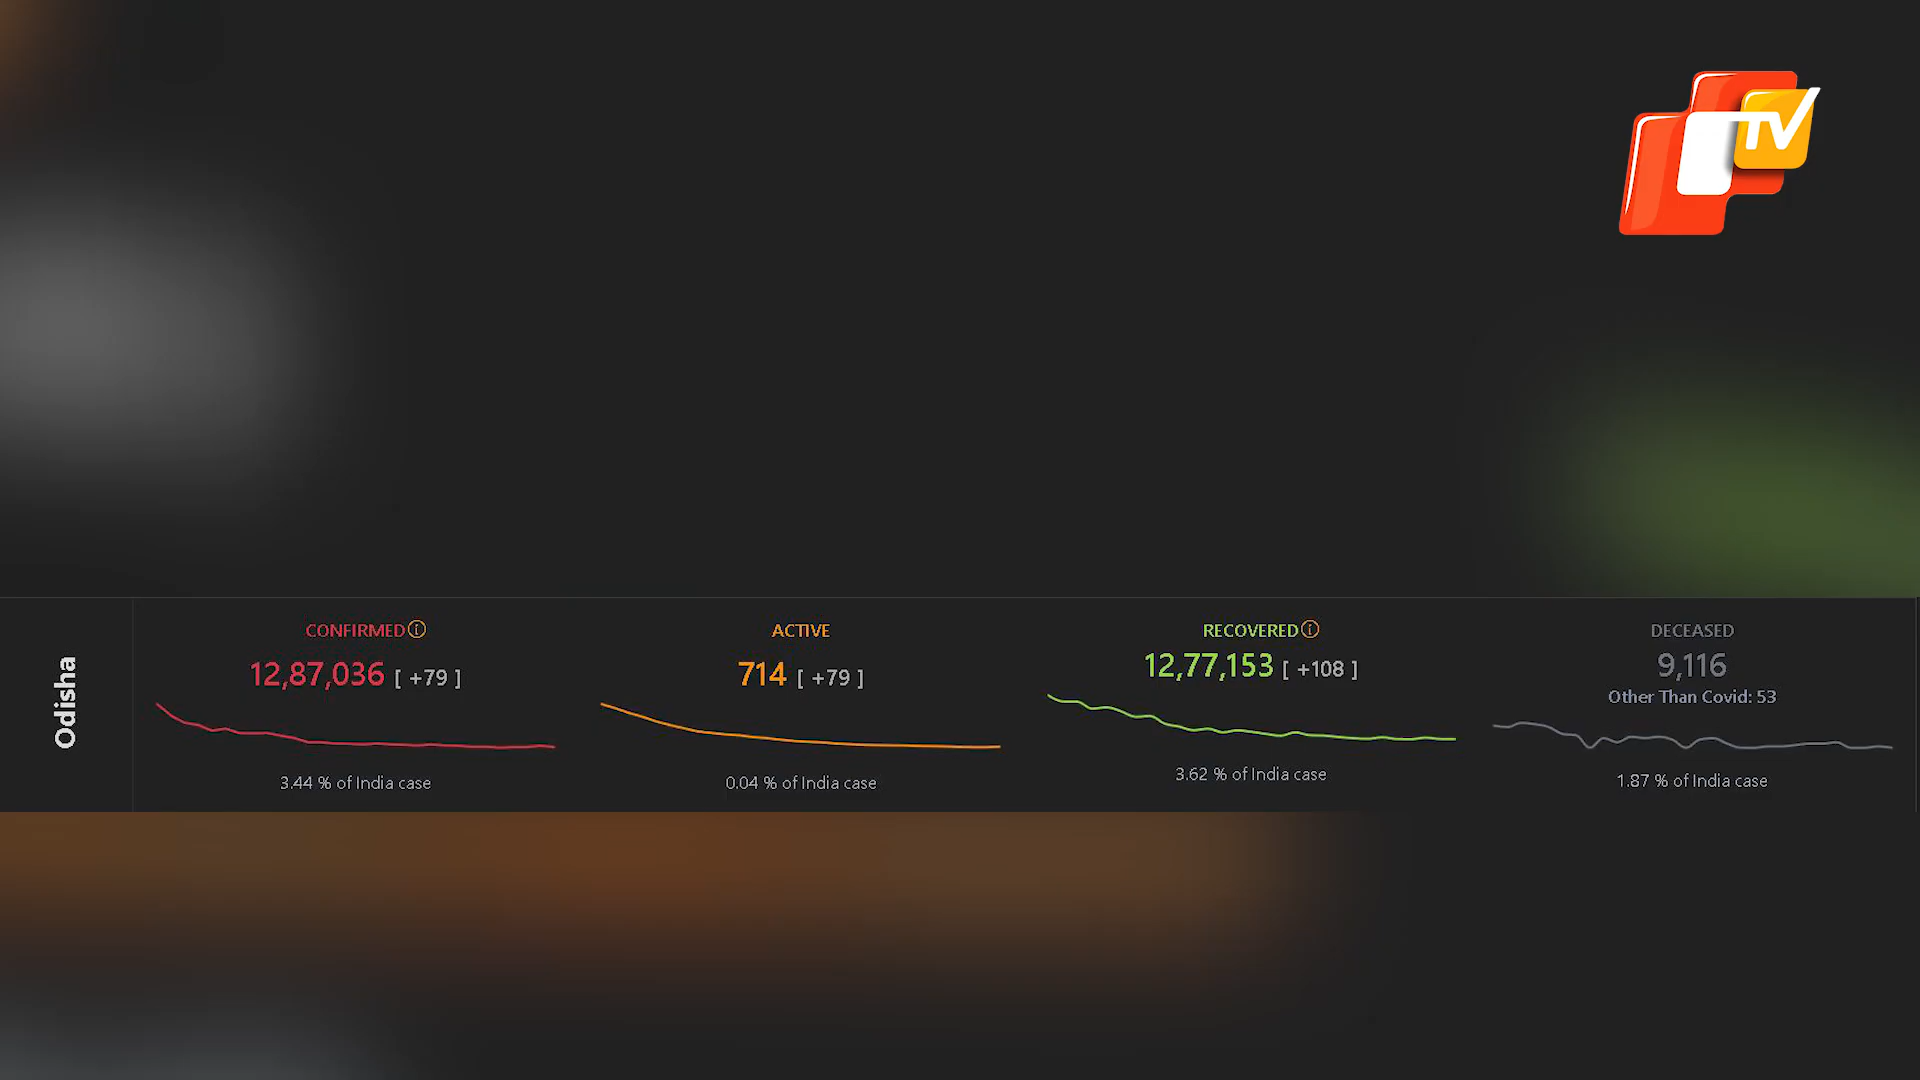 TV
Odisha
CONFIRMED
12,87,036 [ +79 ]
3.44 % of India case
ACTIVE
714 [ +79 ]
0.04 % of India case
RECOVERED
12,77,153 [ +108 ]
3.62 % of India case
DECEASED
9,116
Other Than Covid: 53
1.87 % of India case